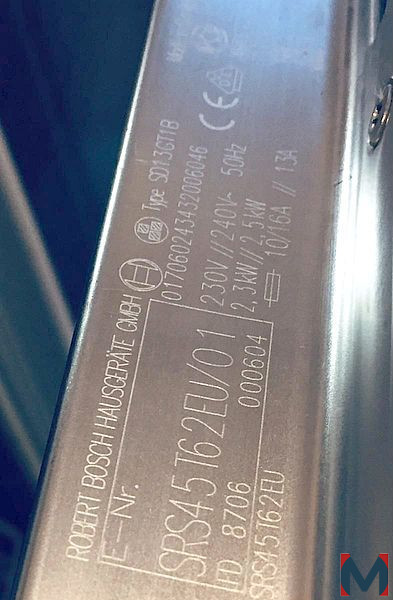 ROBERT BOSCH HAUSGERÄTE GMBH
Type SD13GT1B
E-Nr.
017060243432006046
SRS45T62EU/01
230V//240V~ 50Hz
FD 8706 000604
2,3kW//2,5kW
SRS45T62EU
10/16A // 13A
CE
M